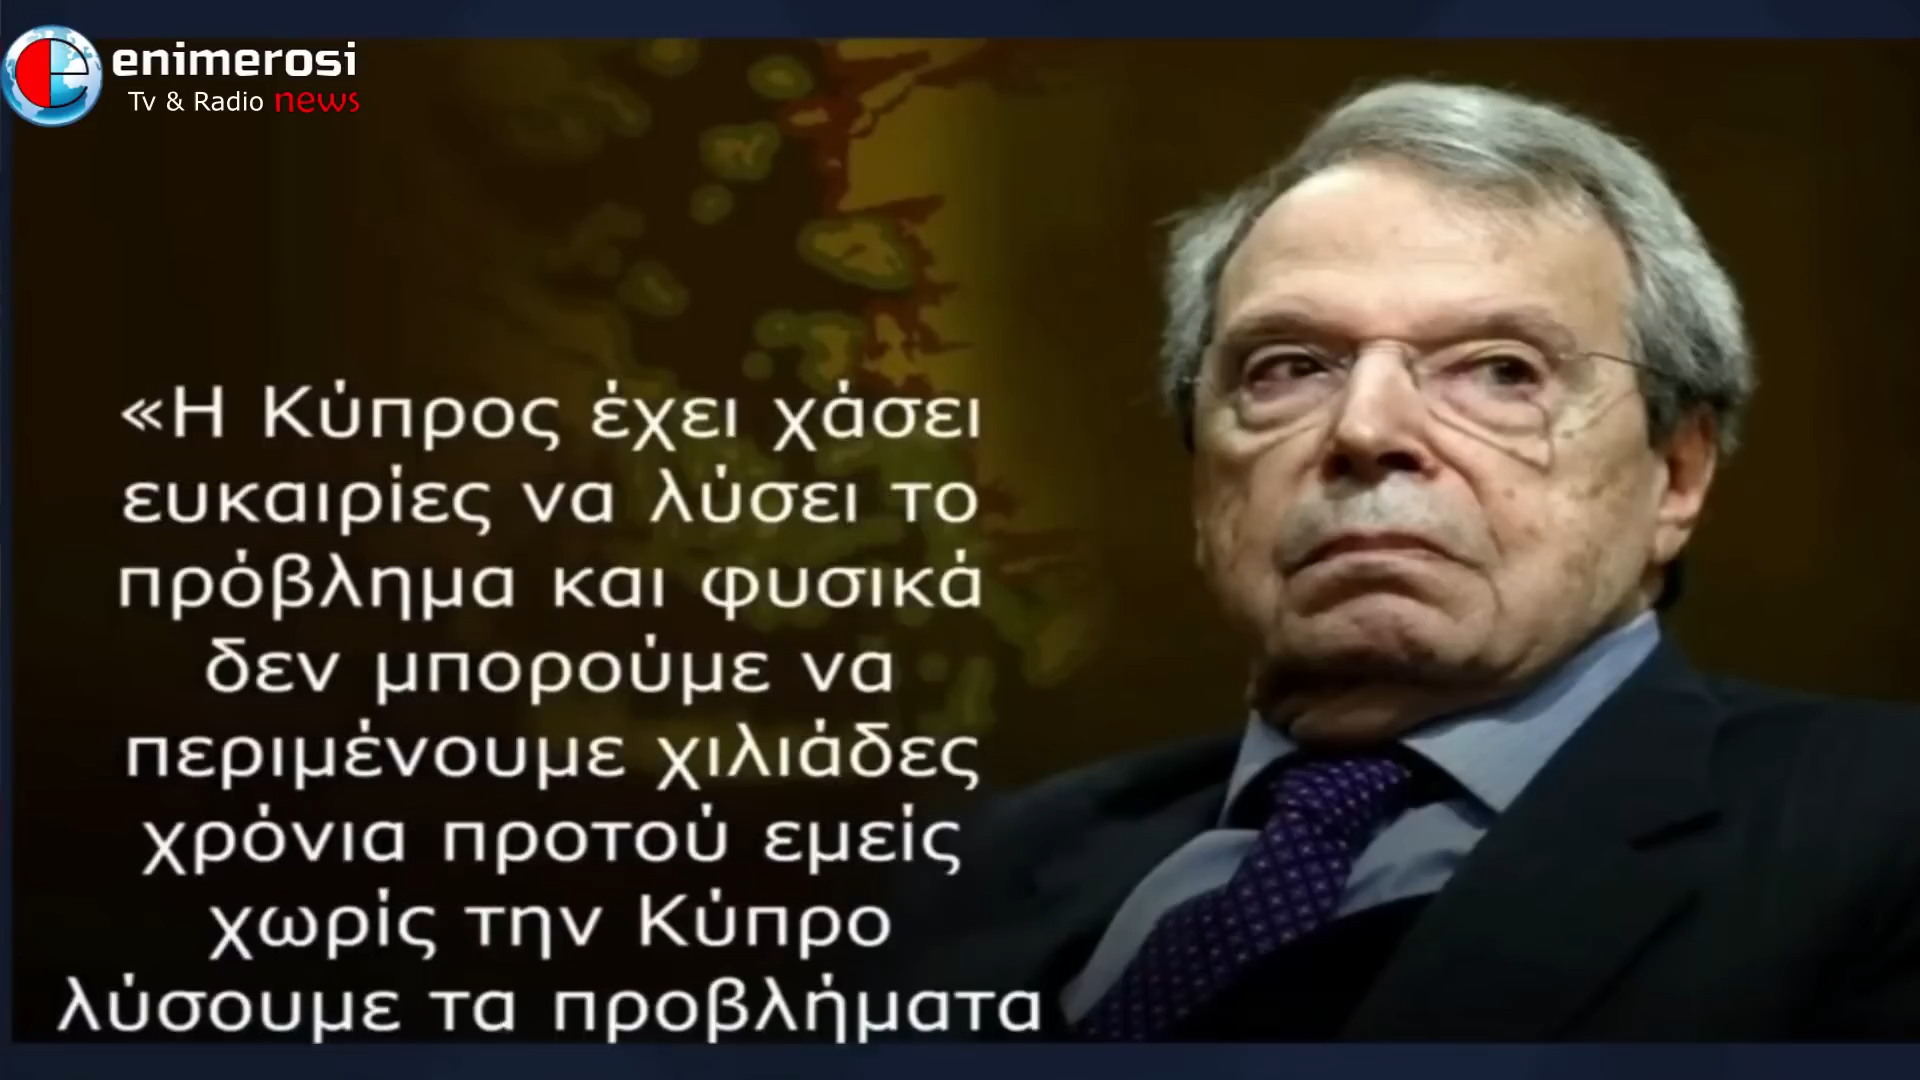 enimerosi
Tv & Radio news
«Η Κύπρος έχει χάσει
ευκαιρίες να λύσει το
πρόβλημα και φυσικά
δεν μπορούμε να
περιμένουμε χιλιάδες
χρόνια προτού εμείς
χωρίς την Κύπρο
λύσουμε τα προβλήματα